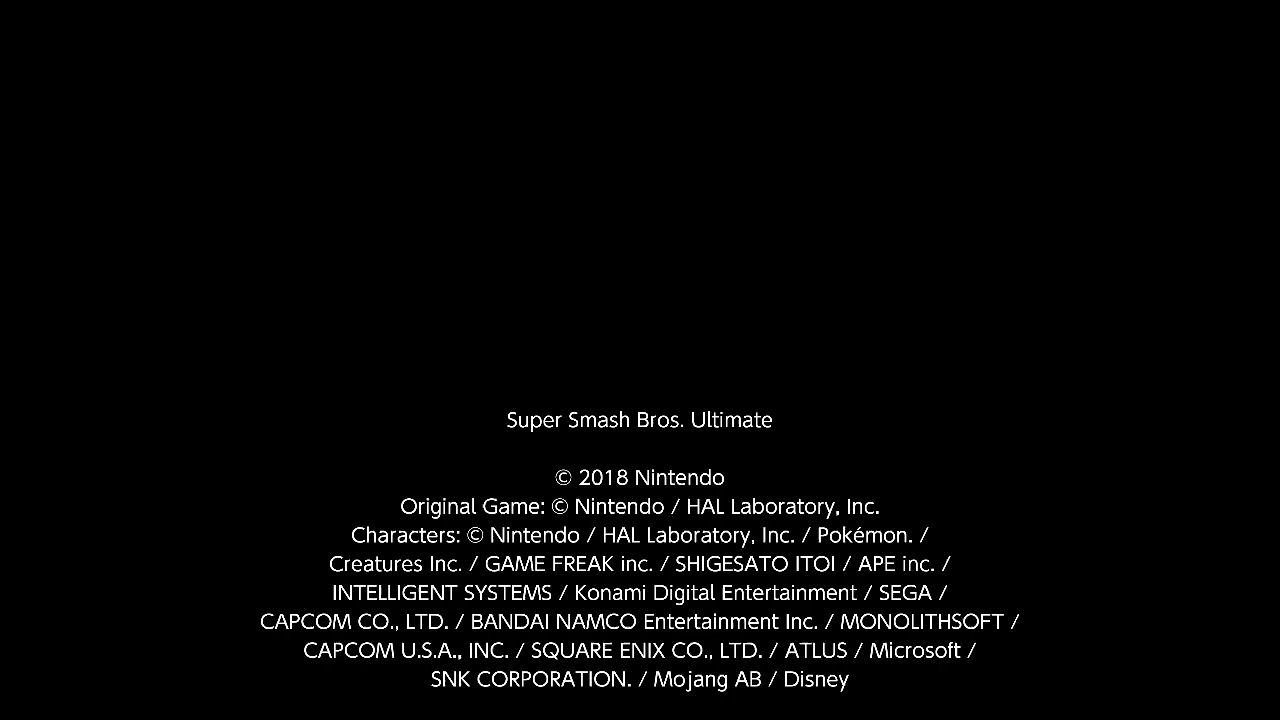 Super Smash Bros. Ultimate
© 2018 Nintendo
Original Game: © Nintendo / HAL Laboratory, Inc.
Characters: © Nintendo / HAL Laboratory, Inc. / Pokémon. /
Creatures Inc. / GAME FREAK inc. / SHIGESATO ITOI / APE inc. /
INTELLIGENT SYSTEMS / Konami Digital Entertainment / SEGA /
CAPCOM CO., LTD. / BANDAI NAMCO Entertainment Inc. / MONOLITHSOFT /
CAPCOM U.S.A., INC. / SQUARE ENIX CO., LTD. / ATLUS / Microsoft /
SNK CORPORATION. / Mojang AB / Disney